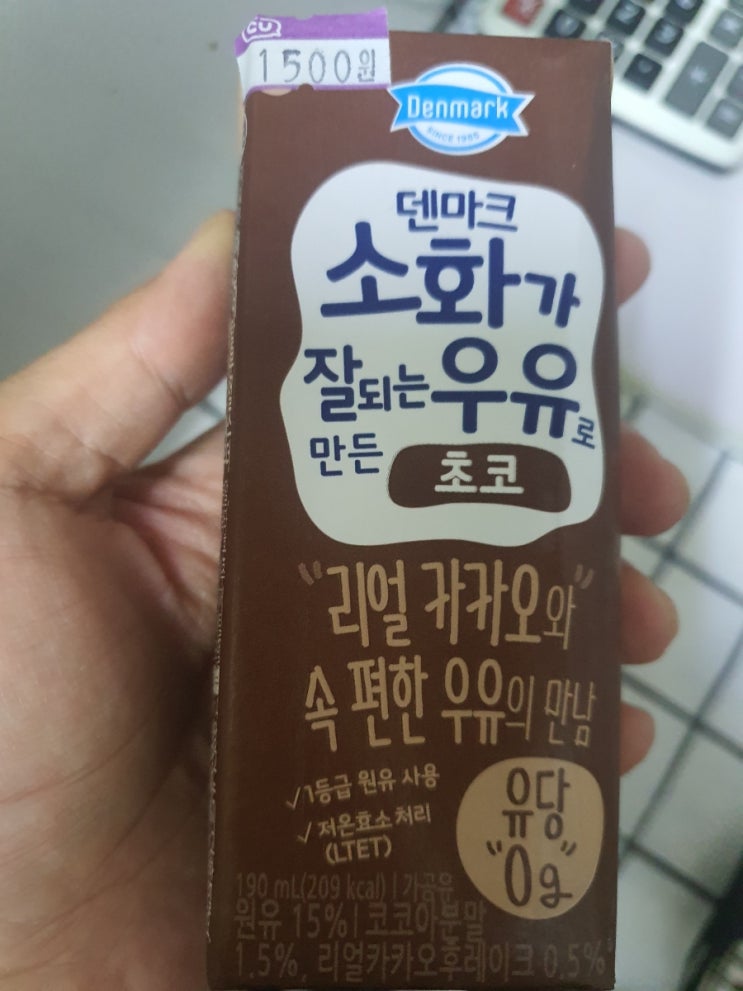 CU
1500원
Denmark
SINCE 1985
덴마크
소화가
잘되는 우유로
만든 초코
"리얼 카카오와"
속 편한 우유의 만남
√1등급 원유 사용
√저온효소처리
(LTET)
유당
"0g"
190 mL(209 kcal) | 가공유
원유 15% | 코코아분말
1.5%, 리얼카카오후레이크 0.5%